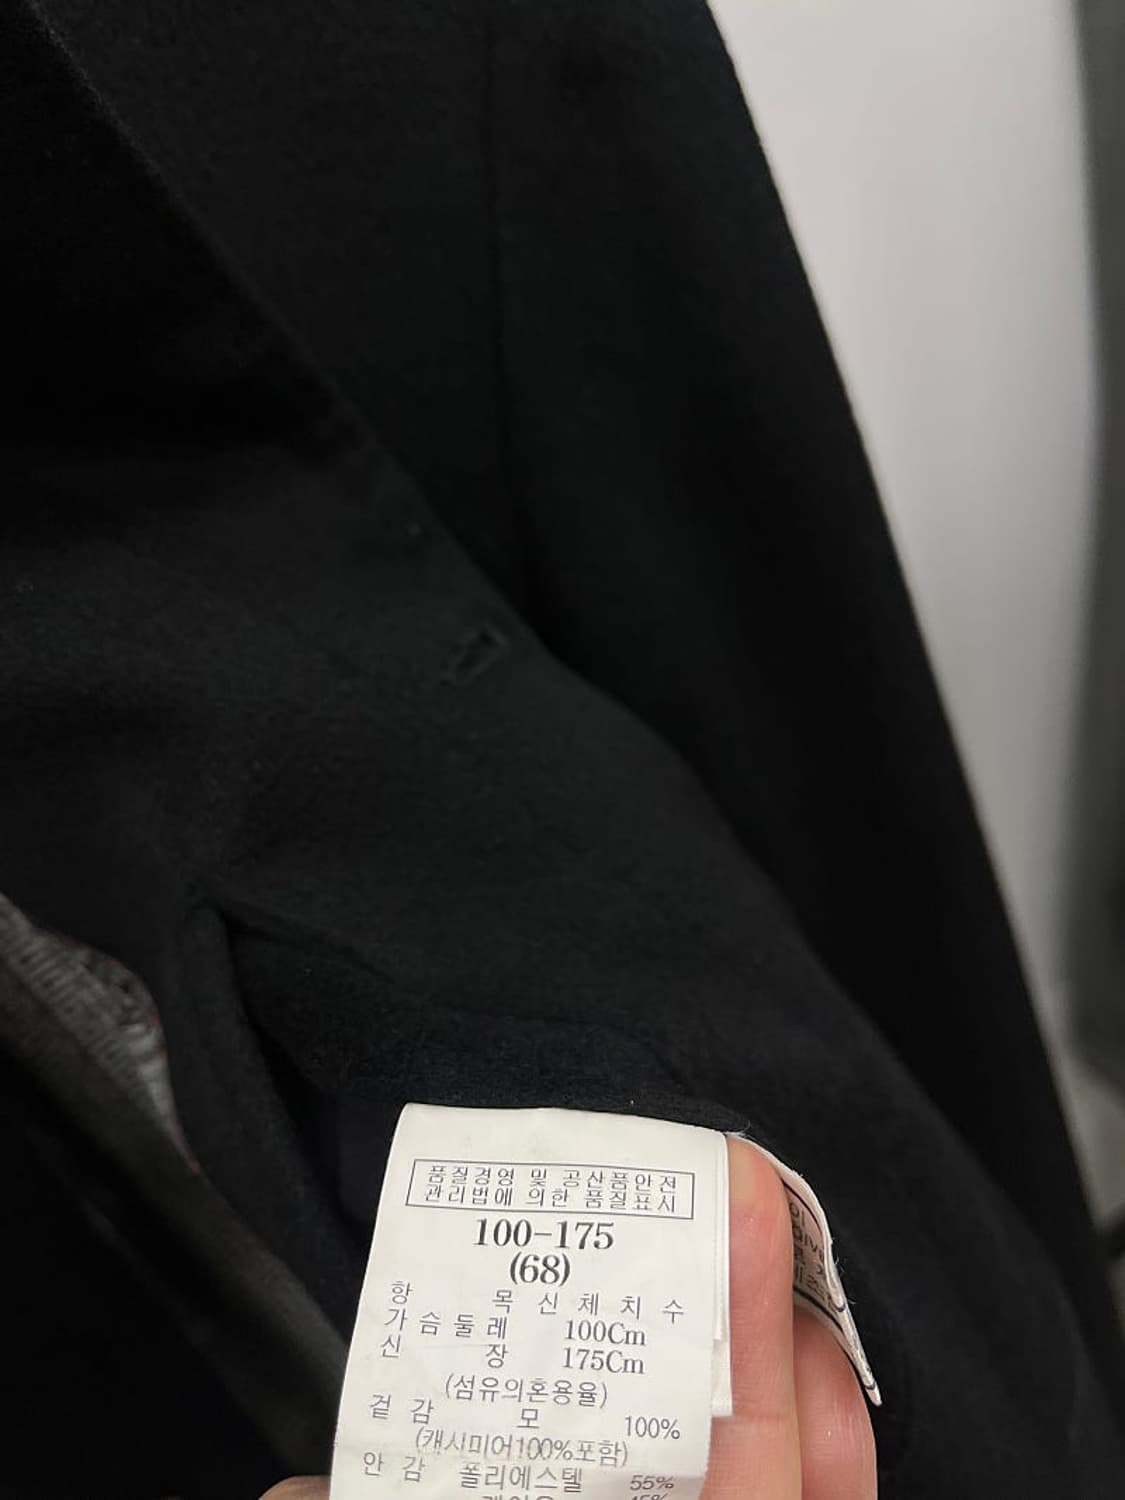 품질경영 및 공산품안전
관리법에 의한 품질표시
100-175
(68)
항 목 신체치수
가슴둘레 100Cm
신 장 175Cm
(섬유의혼용율)
겉감 모 100%
(캐시미어100%포함)
안감 폴리에스텔 55%
45%